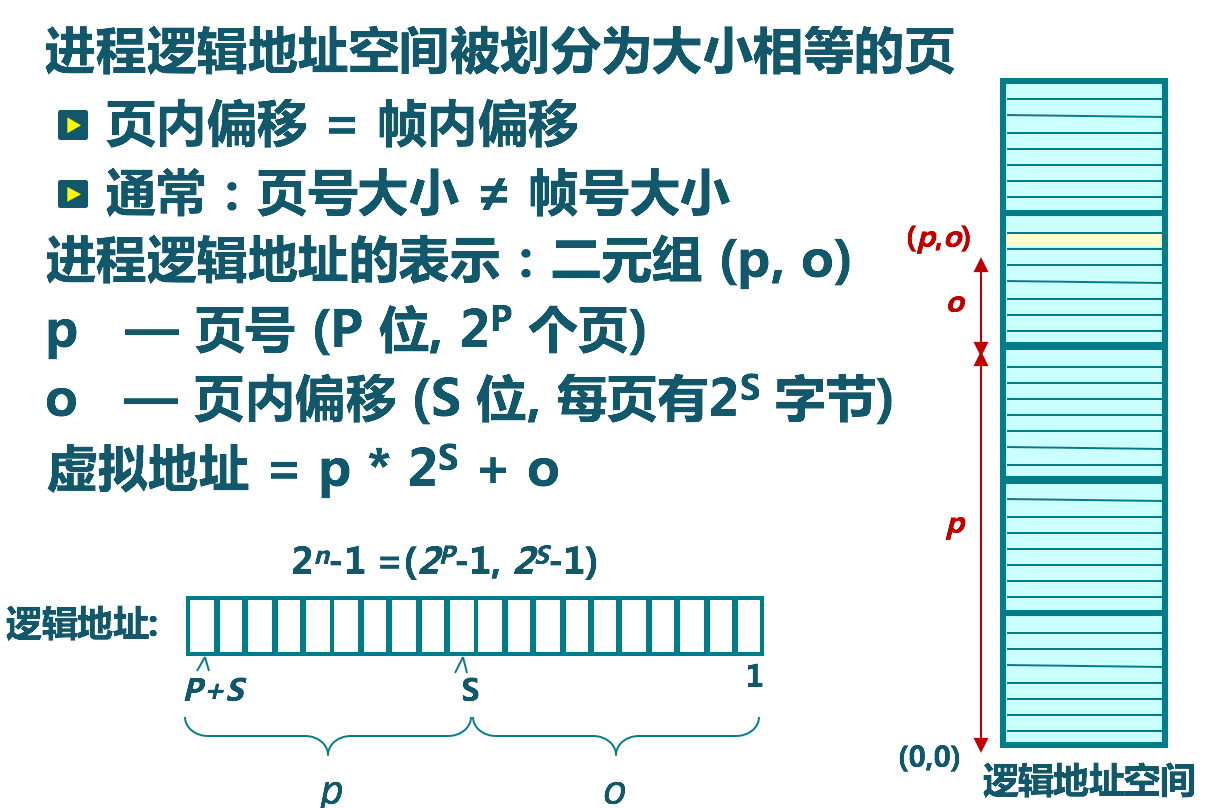 进程逻辑地址空间被划分为大小相等的页
页内偏移 = 帧内偏移
通常：页号大小 ≠ 帧号大小
进程逻辑地址的表示：二元组 (p, o)
p — 页号 (P 位, 2^P 个页)
o — 页内偏移 (S 位, 每页有2^S 字节)
虚拟地址 = p * 2^S + o
2^n-1 =(2^P-1, 2^S-1)
逻辑地址:
P+S
S
1
p
o
(p,o)
o
p
(0,0)
逻辑地址空间